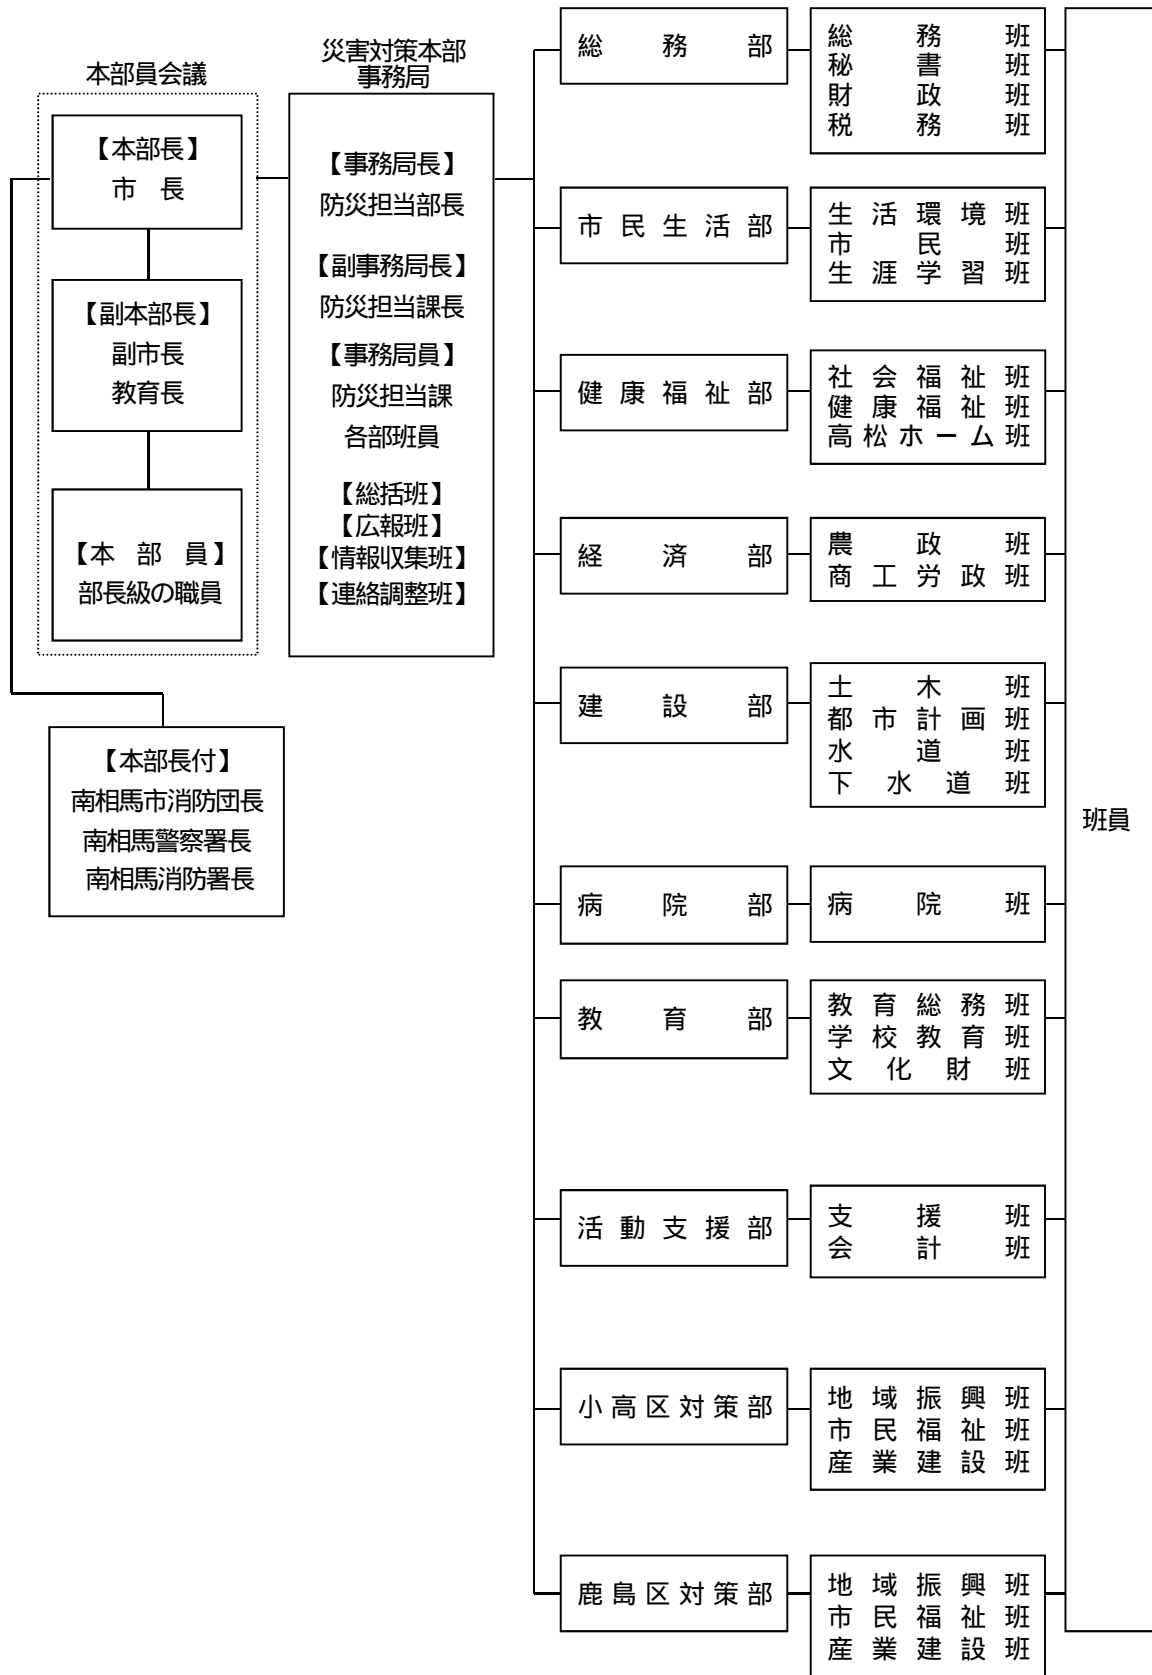 本部員会議
【本部長】
市　長
【副本部長】
副市長
教育長
【本　部　員】
部長級の職員
【本部長付】
南相馬市消防団長
南相馬警察署長
南相馬消防署長
災害対策本部
事務局
【事務局長】
防災担当部長
【副事務局長】
防災担当課長
【事務局員】
防災担当課
各部班員
【総括班】
【広報班】
【情報収集班】
【連絡調整班】
総務部
総務班
秘書班
財政班
税務班
市民生活部
生活環境班
市民班
生涯学習班
健康福祉部
社会福祉班
健康福祉班
高松ホーム班
経済部
農政班
商工労政班
建設部
土木班
都市計画班
水道班
下水道班
病院部
病院班
教育部
教育総務班
学校教育班
文化財班
活動支援部
支援班
会計班
小高区対策部
地域振興班
市民福祉班
産業建設班
鹿島区対策部
地域振興班
市民福祉班
産業建設班
班員